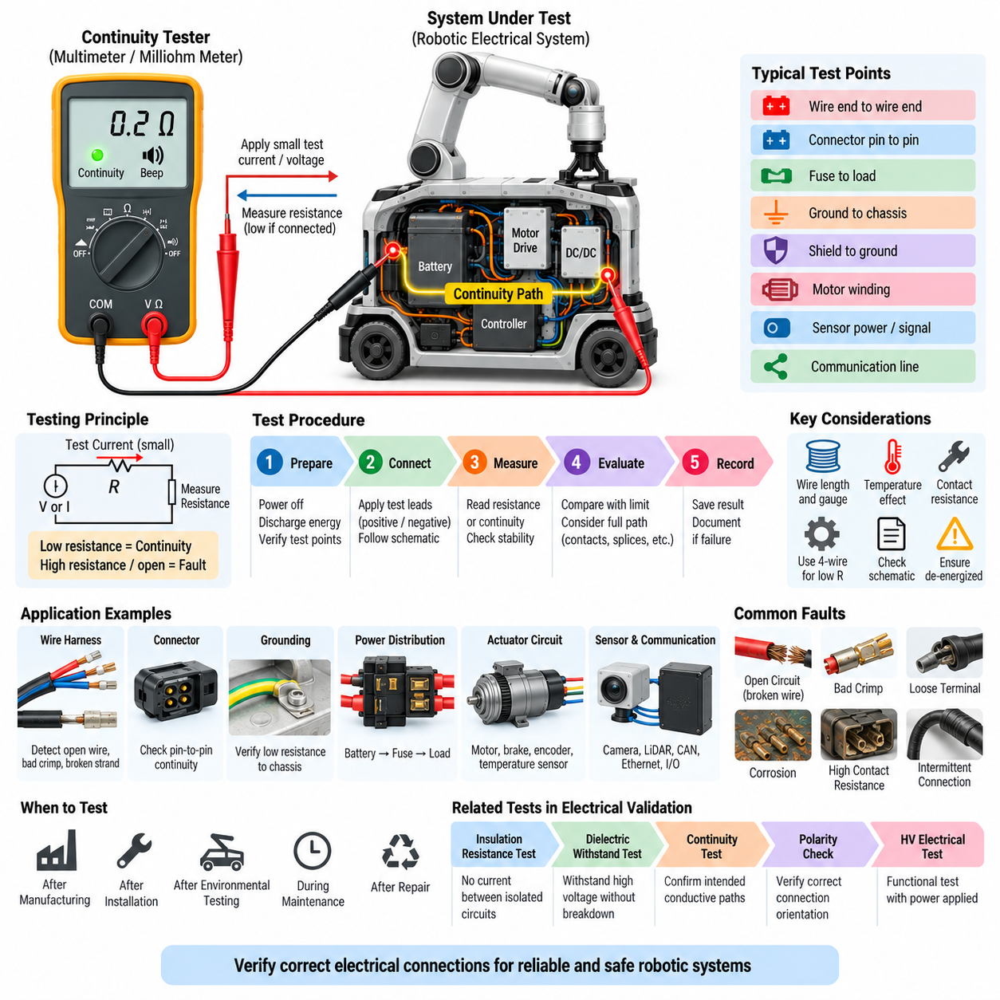 Continuity Tester
(Multimeter / Milliohm Meter)
System Under Test
(Robotic Electrical System)
0.2 Ω
Continuity
Beep
Ω
OFF
OFF
COM
V Ω
Apply small test
current / voltage
Measure resistance
(low if connected)
Battery
Motor
Drive
DC/DC
Continuity Path
Controller
Typical Test Points
Wire end to wire end
Connector pin to pin
Fuse to load
Ground to chassis
Shield to ground
Motor winding
Sensor power / signal
Communication line
Testing Principle
Test Current (small)
R
V or I
Measure
Resistance
Low resistance = Continuity
High resistance / open = Fault
Test Procedure
1 Prepare
Power off
Discharge energy
Verify test points
2 Connect
Apply test leads
(positive / negative)
Follow schematic
3 Measure
Read resistance
or continuity
Check stability
4 Evaluate
Compare with limit
Consider full path
(contacts, splices, etc.)
5 Record
Save result
Document
if failure
Key Considerations
Wire length
and gauge
Temperature
effect
Contact
resistance
Use 4-wire
for low R
Check
schematic
Ensure
de-energized
Application Examples
Wire Harness
Detect open wire,
bad crimp, broken strand
Connector
Check pin-to-pin
continuity
Grounding
Verify low resistance
to chassis
Power Distribution
Battery → Fuse → Load
Actuator Circuit
Motor, brake, encoder,
temperature sensor
Sensor & Communication
Camera, LiDAR, CAN,
Ethernet, I/O
Common Faults
Open Circuit
(broken wire)
Bad Crimp
Loose Terminal
Corrosion
High Contact
Resistance
Intermittent
Connection
When to Test
After
Manufacturing
After
Installation
After Environmental
Testing
During
Maintenance
After Repair
Related Tests in Electrical Validation
Insulation
Resistance Test
No current
between isolated
circuits
Dielectric
Withstand Test
Withstand high
voltage without
breakdown
Continuity
Test
Confirm intended
conductive paths
Polarity
Check
Verify correct
connection
orientation
HV Electrical
Test
Functional test
with power applied
Verify correct electrical connections for reliable and safe robotic systems